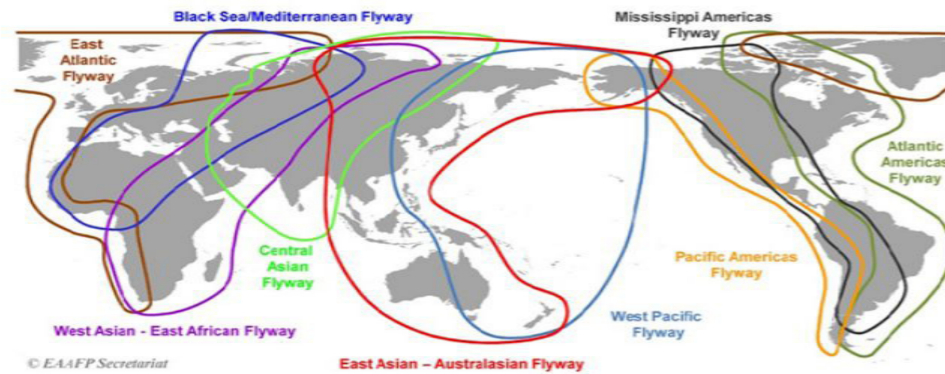 Black Sea/Mediterranean Flyway
Mississippi Americas
Flyway
East
Atlantic
Flyway
Atlantic
Americas
Flyway
Central
Asian
Flyway
Pacific Americas
Flyway
West Asian - East African Flyway
West Pacific
Flyway
© EAAFP Secretariat
East Asian – Australasian Flyway